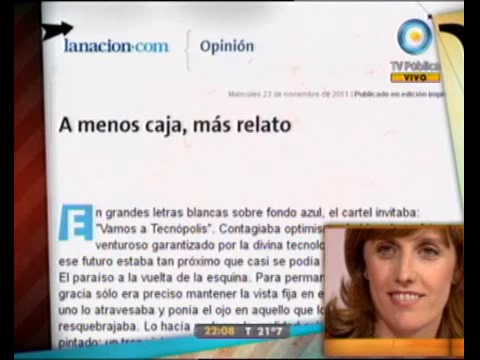 lanacion.com
Opinión
TV Pública
VIVO
Miércoles 23 de noviembre de 2011 | Publicado en edición impr
A menos caja, más relato
En grandes letras blancas sobre fondo azul, el cartel invitaba:
"Vamos a Tecnópolis". Contagiaba optimis
venturoso garantizado por la divina tecnolo
ese futuro estaba tan próximo que casi se podía
El paraíso a la vuelta de la esquina. Para perman
gracia sólo era preciso mantener la vista fija en e
uno lo atravesaba y ponía el ojo en aquello que lo
resquebrajaba. Lo hacía
pintado: un
22:08 T 21°7